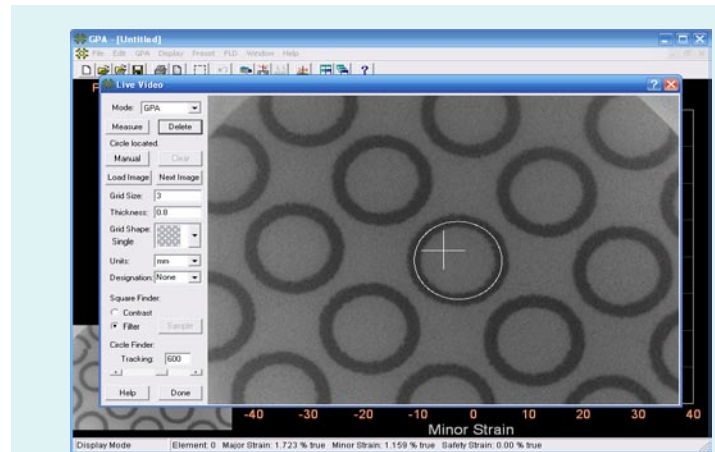 GPA - [Untitled]
File Edit GPA Display Preset FLD Window Help
Live Video
Mode: GPA
Measure Delete
Circle located.
Manual Clear
Load Image Next Image
Grid Size: 3
Thickness: 0.8
Grid Shape:
Single
Units: mm
Designation: None
Square Finder:
Contrast
Filter Sample
Circle Finder:
Tracking: 600
Help Done
-40 -30 -20 -10 0 10 20 30 40
Minor Strain
Display Mode Element: 0 Major Strain: 1.723 % true Minor Strain: 1.159 % true Safety Strain: 0.00 % true